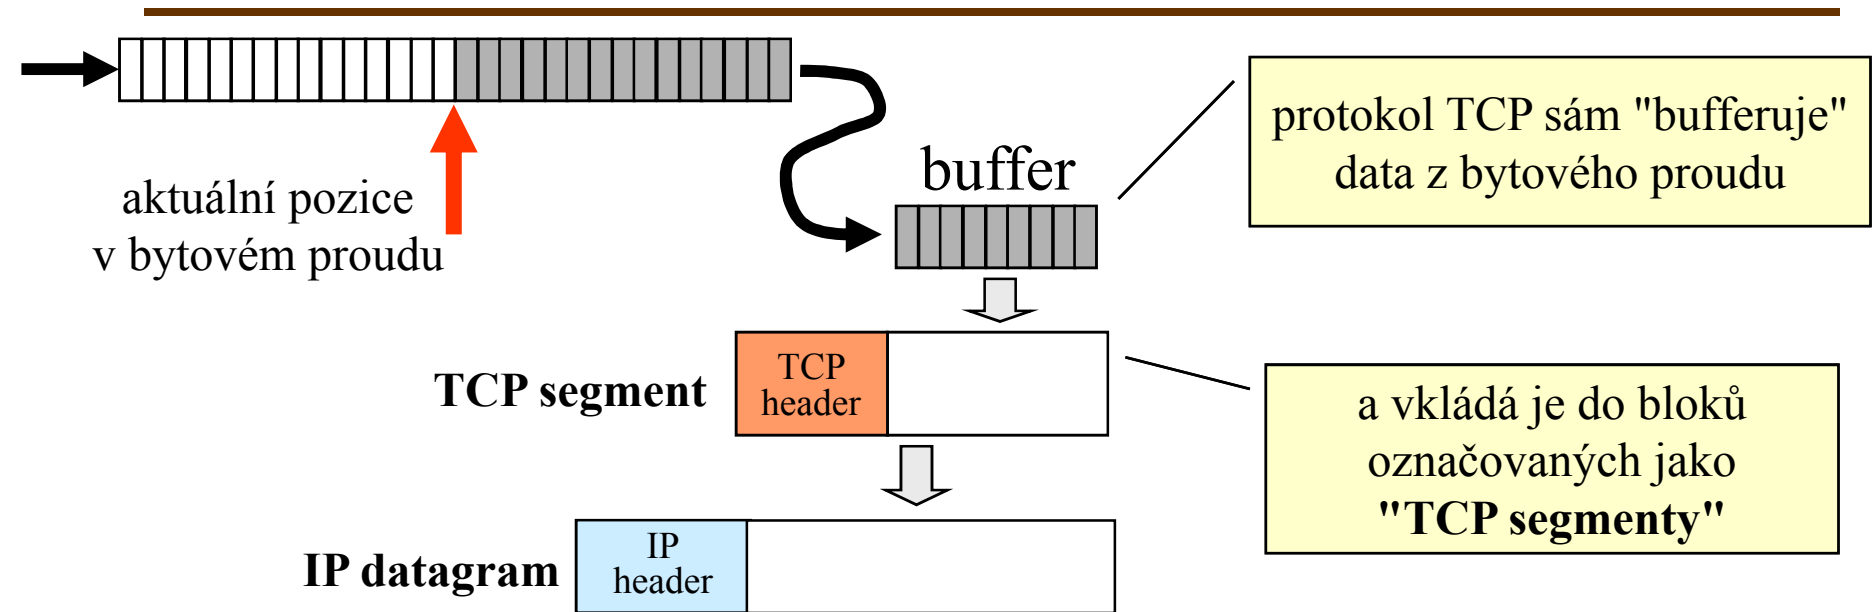 protokol TCP sám "bufferuje"
data z bytového proudu
buffer
aktuální pozice
v bytovém proudu
TCP segment
TCP
header
a vkládá je do bloků
označovaných jako
"TCP segmenty"
IP datagram
IP
header